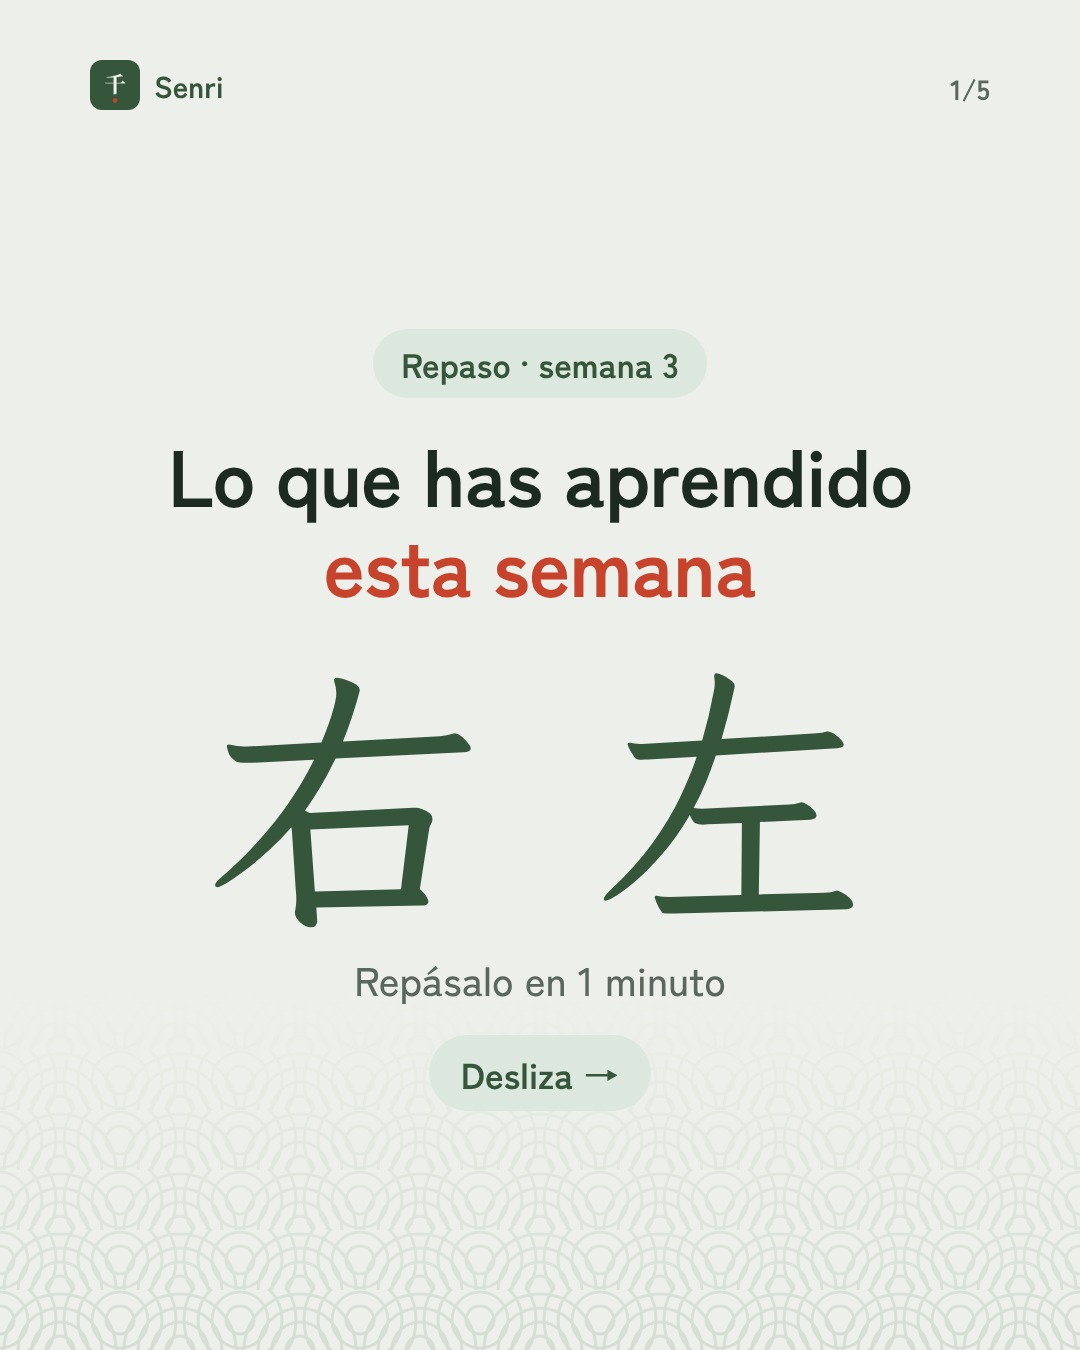 千
Senri
1/5
Repaso · semana 3
Lo que has aprendido
esta semana
右 左
Repásalo en 1 minuto
Desliza →